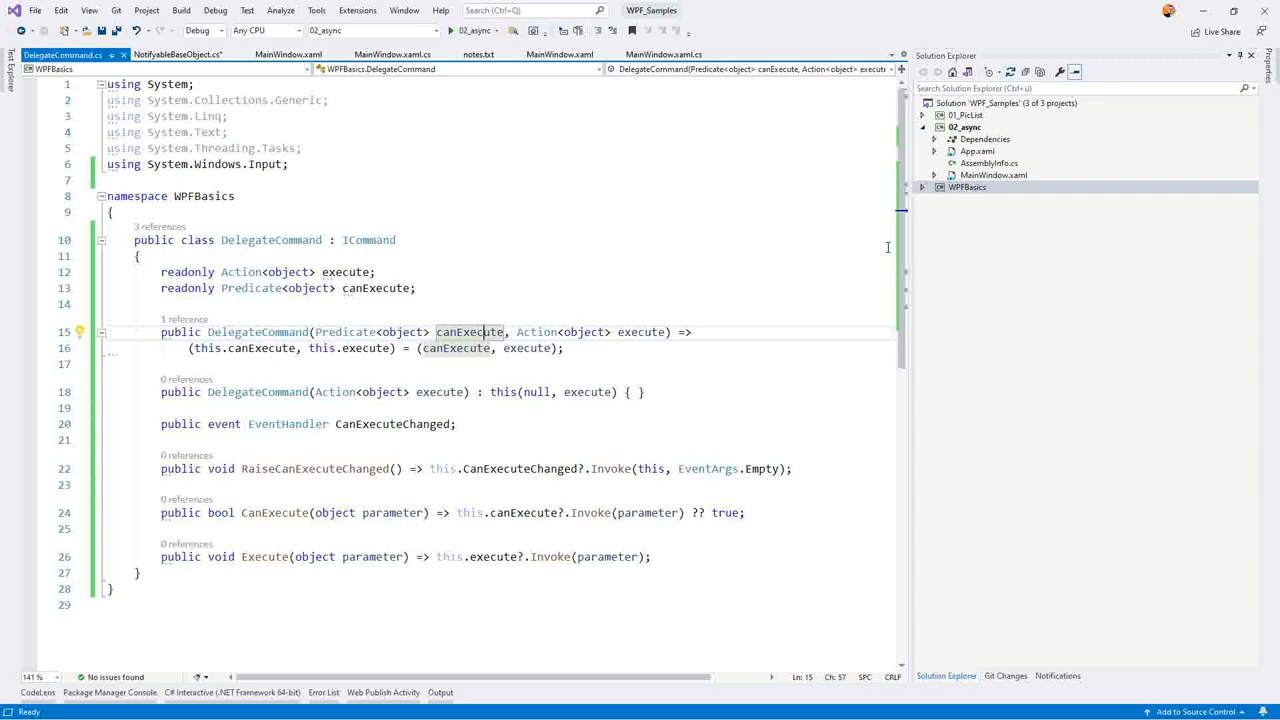 File Edit View Git Project Build Debug Test Analyze Tools Extensions Window Help Search (Ctrl+Q) WPF_Samples
Debug Any CPU 02_async 02_async Live Share
DelegateCommand.cs NotifyableBaseObject.cs* MainWindow.xaml MainWindow.xaml.cs notes.txt MainWindow.xaml MainWindow.xaml.cs
WPFBasics WPFBasics.DelegateCommand DelegateCommand(Predicate<object> canExecute, Action<object> execute
Test Explorer
1 using System;
2 using System.Collections.Generic;
3 using System.Linq;
4 using System.Text;
5 using System.Threading.Tasks;
6 using System.Windows.Input;
7
8 namespace WPFBasics
9 {
3 references
10 public class DelegateCommand : ICommand
11 {
12 readonly Action<object> execute;
13 readonly Predicate<object> canExecute;
14
1 reference
15 public DelegateCommand(Predicate<object> canExecute, Action<object> execute) =>
16 (this.canExecute, this.execute) = (canExecute, execute);
17
0 references
18 public DelegateCommand(Action<object> execute) : this(null, execute) { }
19
20 public event EventHandler CanExecuteChanged;
21
0 references
22 public void RaiseCanExecuteChanged() => this.CanExecuteChanged?.Invoke(this, EventArgs.Empty);
23
0 references
24 public bool CanExecute(object parameter) => this.canExecute?.Invoke(parameter) ?? true;
25
0 references
26 public void Execute(object parameter) => this.execute?.Invoke(parameter);
27 }
28 }
29
141 % No issues found Ln: 15 Ch: 57 SPC CRLF
CodeLens Package Manager Console C# Interactive (.NET Framework 64-bit) Error List Web Publish Activity Output
Ready Add to Source Control
Solution Explorer
Search Solution Explorer (Ctrl+ü)
Solution 'WPF_Samples' (3 of 3 projects)
01_PicList
02_async
Dependencies
App.xaml
AssemblyInfo.cs
MainWindow.xaml
WPFBasics
Solution Explorer Git Changes Notifications
Properties